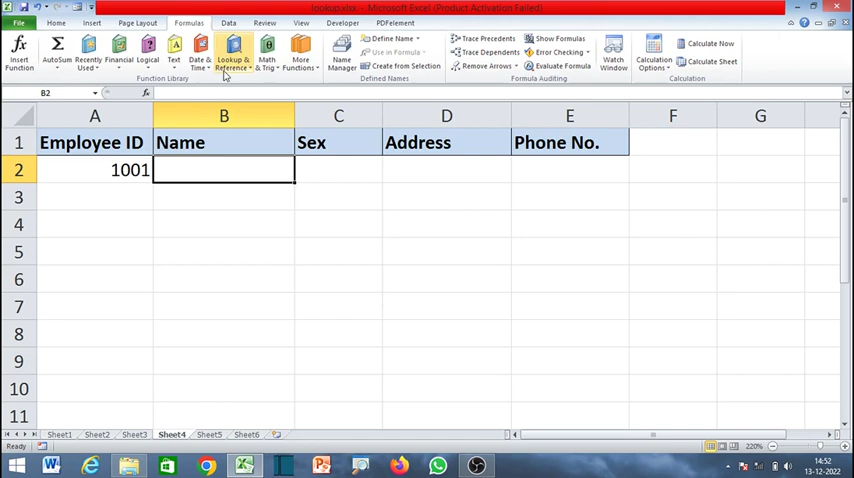 lookup.xlsx - Microsoft Excel (Product Activation Failed)
File Home Insert Page Layout Formulas Data Review View Developer PDFelement
Insert Function
AutoSum
Recently Used
Financial
Logical
Text
Date & Time
Lookup & Reference
Math & Trig
More Functions
Function Library
Name Manager
Define Name
Use in Formula
Create from Selection
Defined Names
Trace Precedents
Trace Dependents
Remove Arrows
Show Formulas
Error Checking
Evaluate Formula
Formula Auditing
Watch Window
Calculation Options
Calculate Now
Calculate Sheet
Calculation
B2 fx
A B C D E F G
1 Employee ID Name Sex Address Phone No.
2 1001
3
4
5
6
7
8
9
10
11
Sheet1 Sheet2 Sheet3 Sheet4 Sheet5 Sheet6
Ready 220%
14:52
13-12-2022